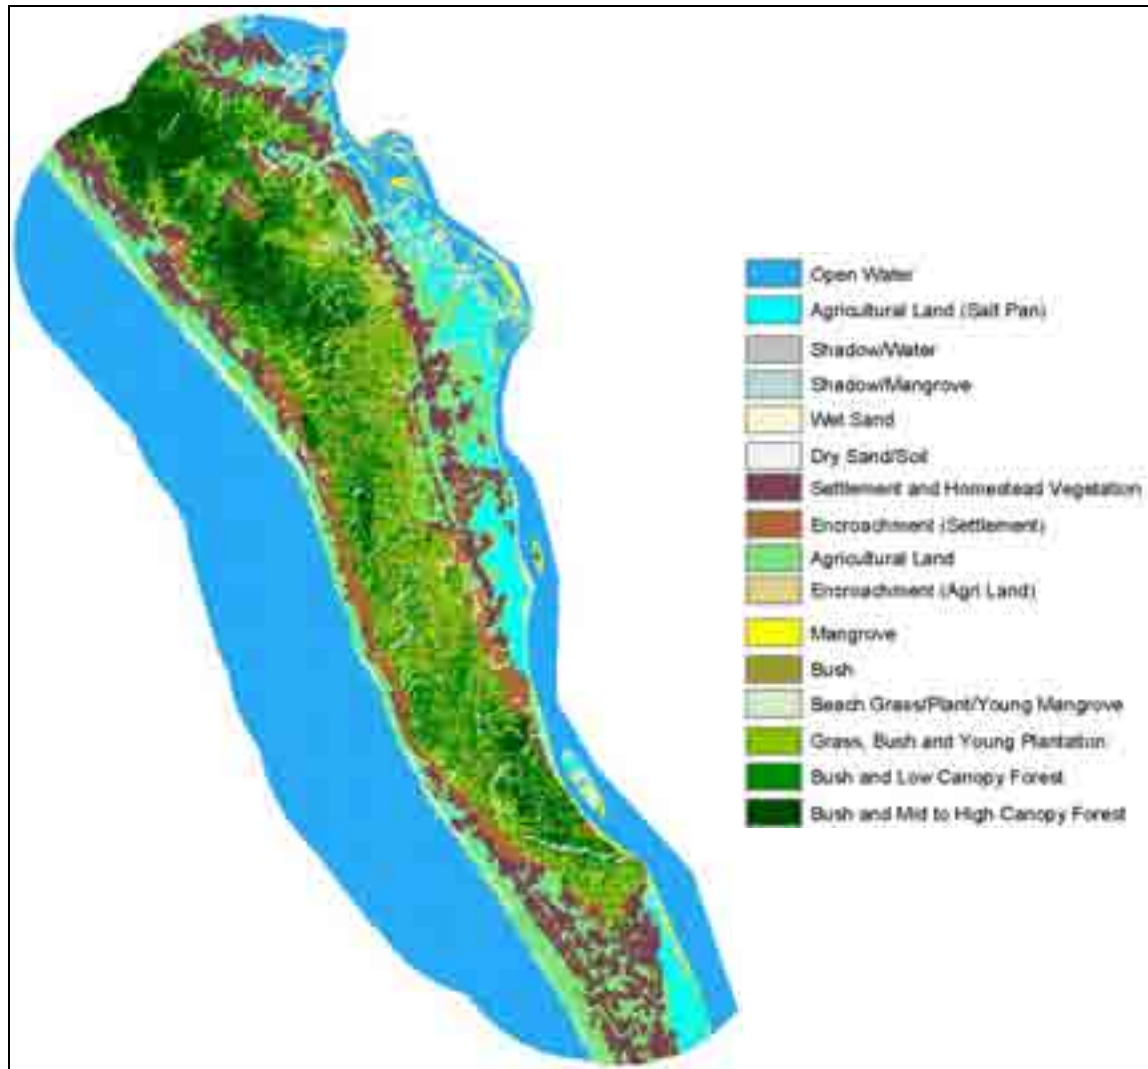 Open Water
Agricultural Land (Salt Pan)
Shadow/Water
Shadow/Mangrove
Wet Sand
Dry Sand/Soil
Settlement and Homestead Vegetation
Encroachment (Settlement)
Agricultural Land
Encroachment (Agri Land)
Mangrove
Bush
Beach Grass/Plant/Young Mangrove
Grass, Bush and Young Plantation
Bush and Low Canopy Forest
Bush and Mid to High Canopy Forest